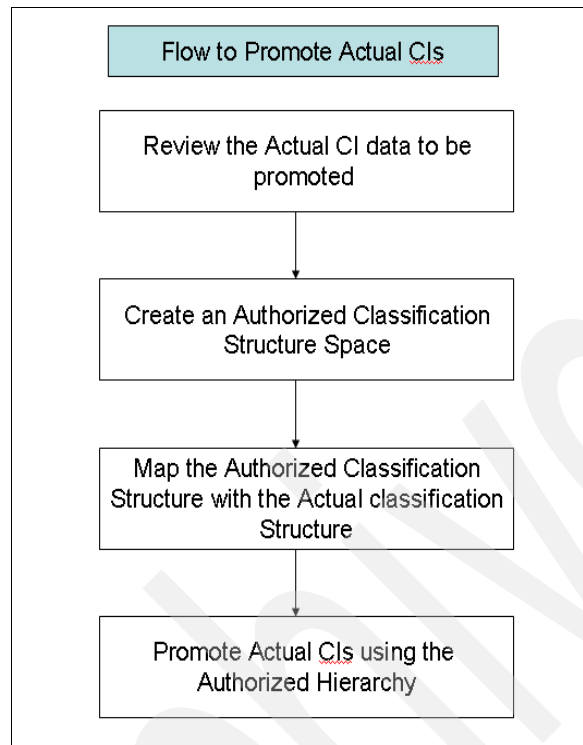 Flow to Promote Actual CIs
Review the Actual CI data to be
promoted
Create an Authorized Classification
Structure Space
Map the Authorized Classification
Structure with the Actual classification
Structure
Promote Actual CIs using the
Authorized Hierarchy